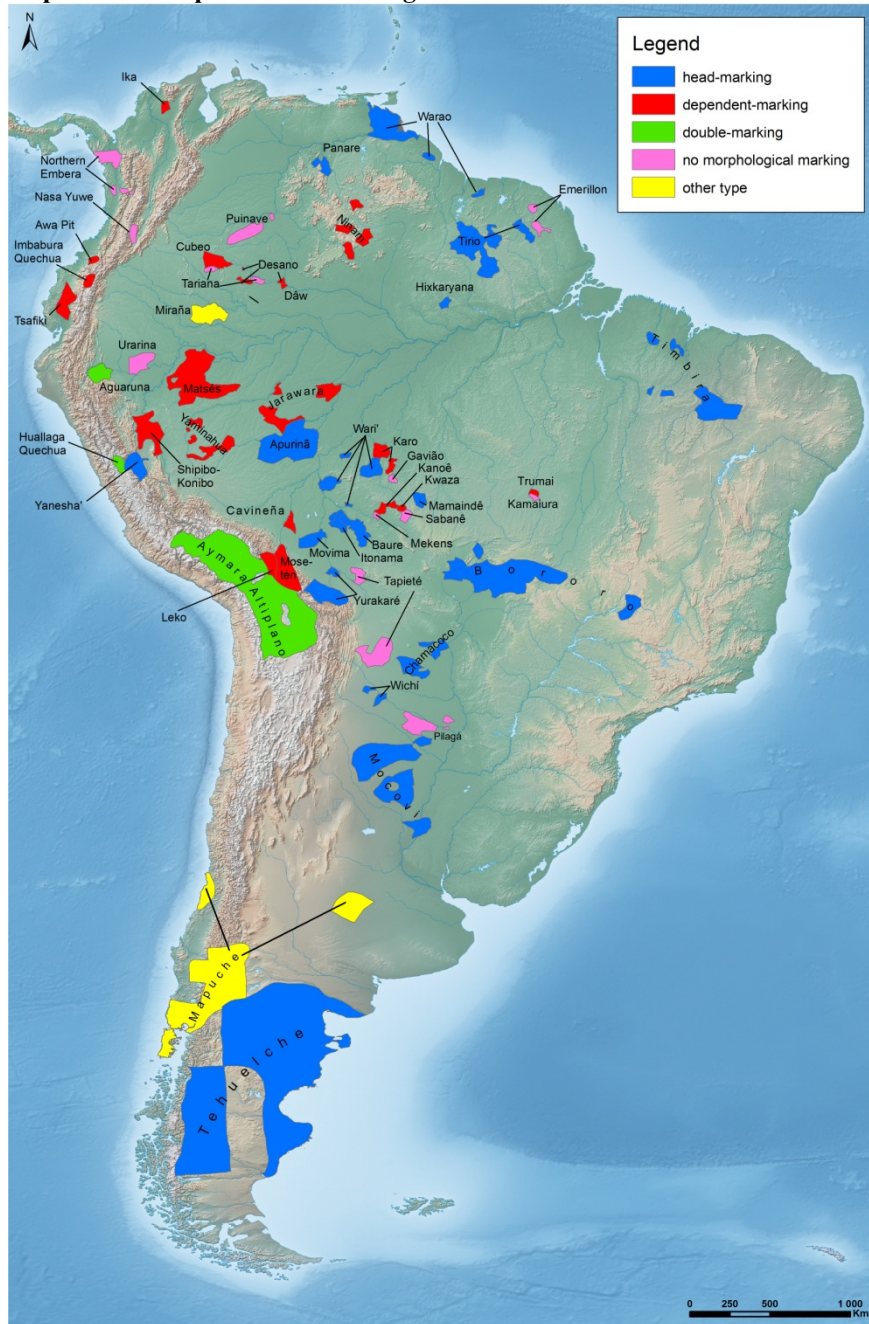 N
Legend
head-marking
dependent-marking
double-marking
no morphological marking
other type
Ika
Warao
Panare
Northern
Embera
Emerillon
Nasa Yuwe
Puinave
Ninam
Tirio
Awa Pit
Cubeo
Desano
Imbabura
Quechua
Tariana
Dâw
Hixkaryana
Tsafiki
Miraña
Timbira
Urarina
Aguaruna
Matsés
Jarawara
Yaminahua
Apurinã
Wari'
Karo
Gavião
Kanoê
Kwaza
Huallaga
Quechua
Shipibo-
Konibo
Yanesha'
Trumai
Kamaiura
Mamaindê
Sabanê
Cavineña
Movima
Baure
Itonama
Mekens
Aymara Altiplano
Mose-
tén
Bororo
Tapieté
Leko
Yurakaré
Chamacoco
Wichí
Pilagá
Mocoví
Mapuche
Tehuelche
0 250 500 1 000
Km